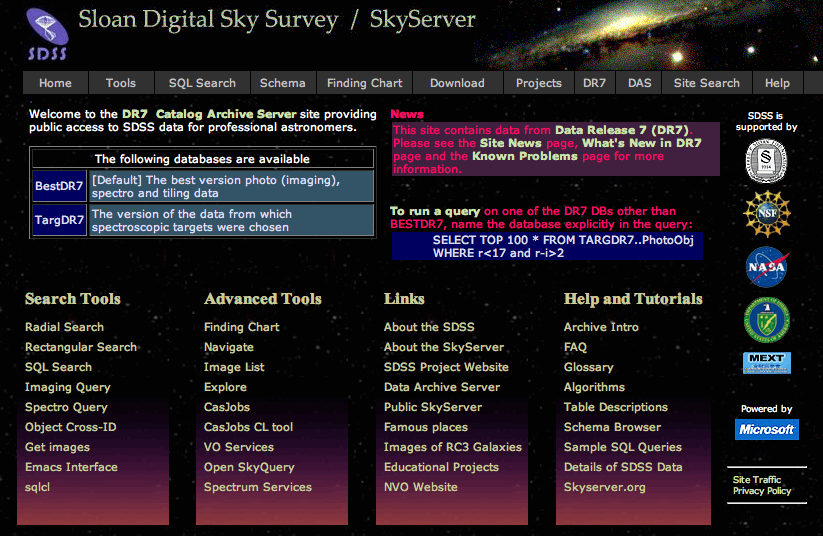 SDSS
Sloan Digital Sky Survey / SkyServer
Home
Tools
SQL Search
Schema
Finding Chart
Download
Projects
DR7
DAS
Site Search
Help
Welcome to the DR7 Catalog Archive Server site providing
public access to SDSS data for professional astronomers.
The following databases are available
BestDR7
[Default] The best version photo (imaging),
spectro and tiling data
TargDR7
The version of the data from which
spectroscopic targets were chosen
News
This site contains data from Data Release 7 (DR7).
Please see the Site News page, What's New in DR7
page and the Known Problems page for more
information.
To run a query on one of the DR7 DBs other than
BESTDR7, name the database explicitly in the query:
SELECT TOP 100 * FROM TARGDR7..PhotoObj
WHERE r<17 and r-i>2
Search Tools
Radial Search
Rectangular Search
SQL Search
Imaging Query
Spectro Query
Object Cross-ID
Get images
Emacs Interface
sqlcl
Advanced Tools
Finding Chart
Navigate
Image List
Explore
CasJobs
CasJobs CL tool
VO Services
Open SkyQuery
Spectrum Services
Links
About the SDSS
About the SkyServer
SDSS Project Website
Data Archive Server
Public SkyServer
Famous places
Images of RC3 Galaxies
Educational Projects
NVO Website
Help and Tutorials
Archive Intro
FAQ
Glossary
Algorithms
Table Descriptions
Schema Browser
Sample SQL Queries
Details of SDSS Data
Skyserver.org
SDSS is
supported by
NSF
NASA
MEXT
Powered by
Microsoft
Site Traffic
Privacy Policy